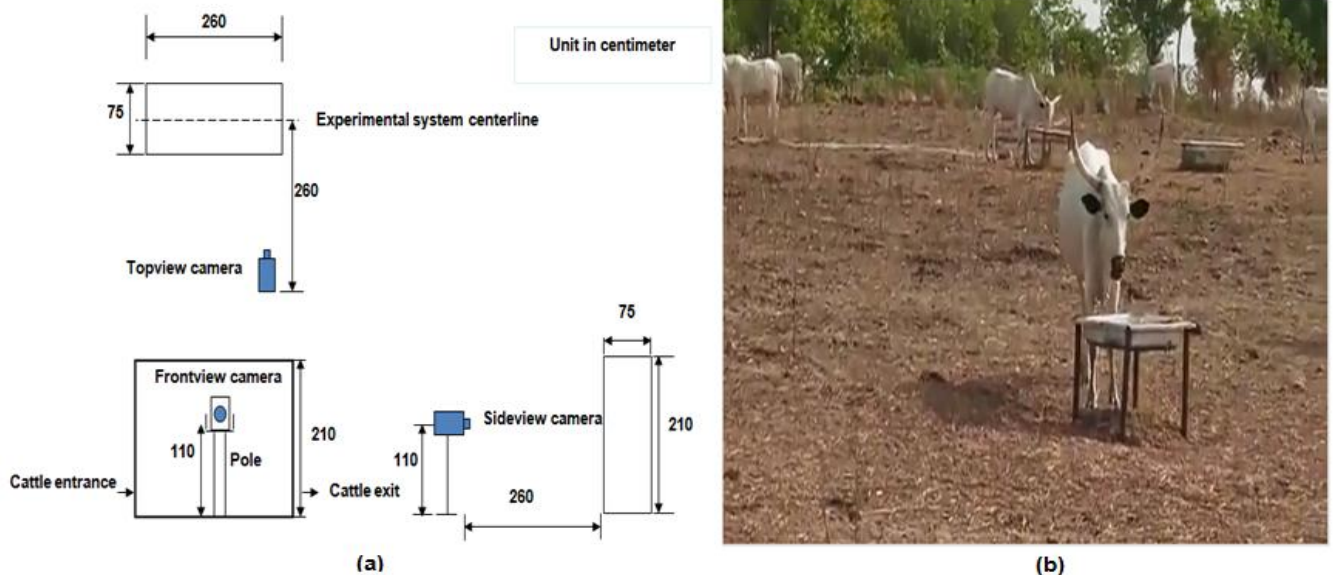 260
Unit in centimeter
75
Experimental system centerline
260
Topview camera
75
Frontview camera
Sideview camera
210
210
110
Pole
110
Cattle entrance
Cattle exit
260
(a)
(b)